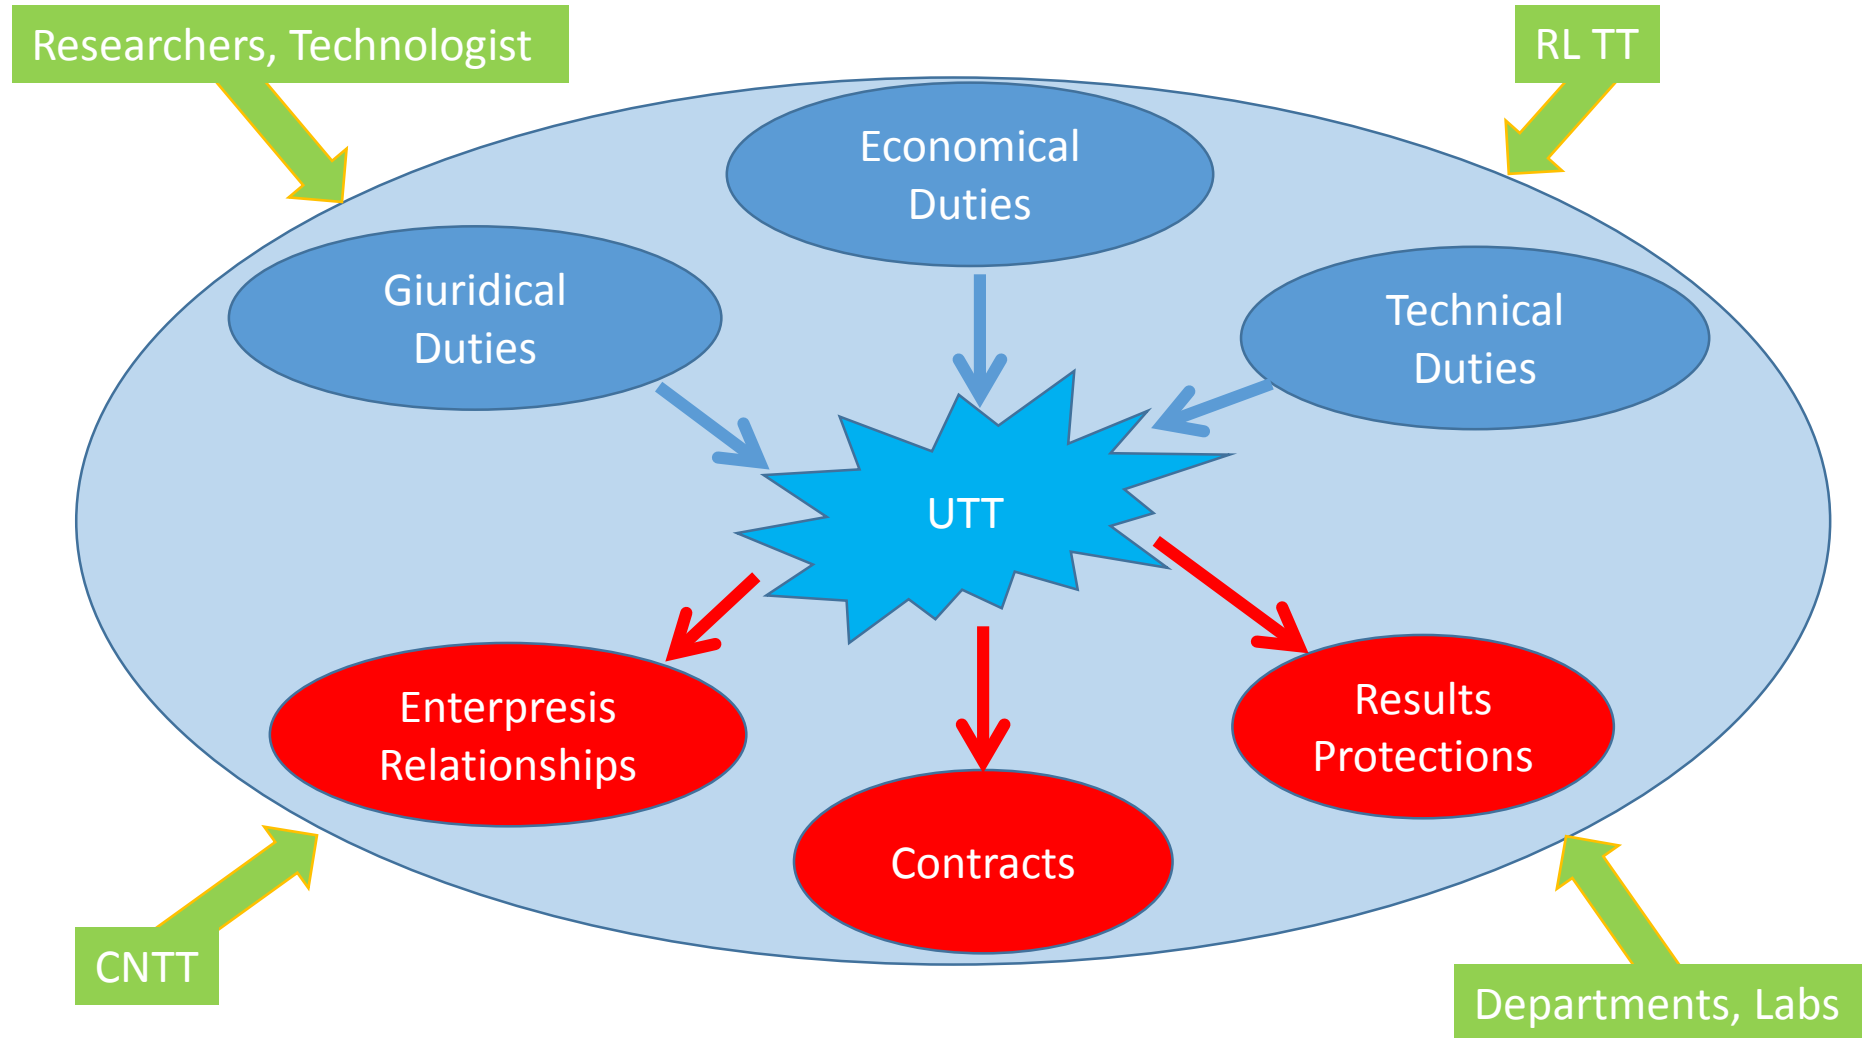 Researchers, Technologist
RL TT
Economical
Duties
Giuridical
Duties
Technical
Duties
UTT
Enterpresis
Relationships
Results
Protections
Contracts
CNTT
Departments, Labs